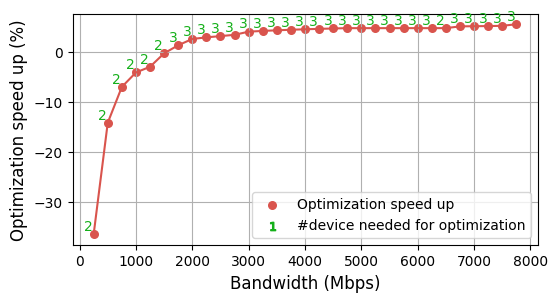 Optimization speed up (%)
0
−10
−20
−30
2 2 2 2 2 2 3 3 3 3 3 3 3 3 3 3 3 3 3 3 3 3 3 3 3 2 3 3 3 3 3
Optimization speed up
1 #device needed for optimization
0 1000 2000 3000 4000 5000 6000 7000 8000
Bandwidth (Mbps)